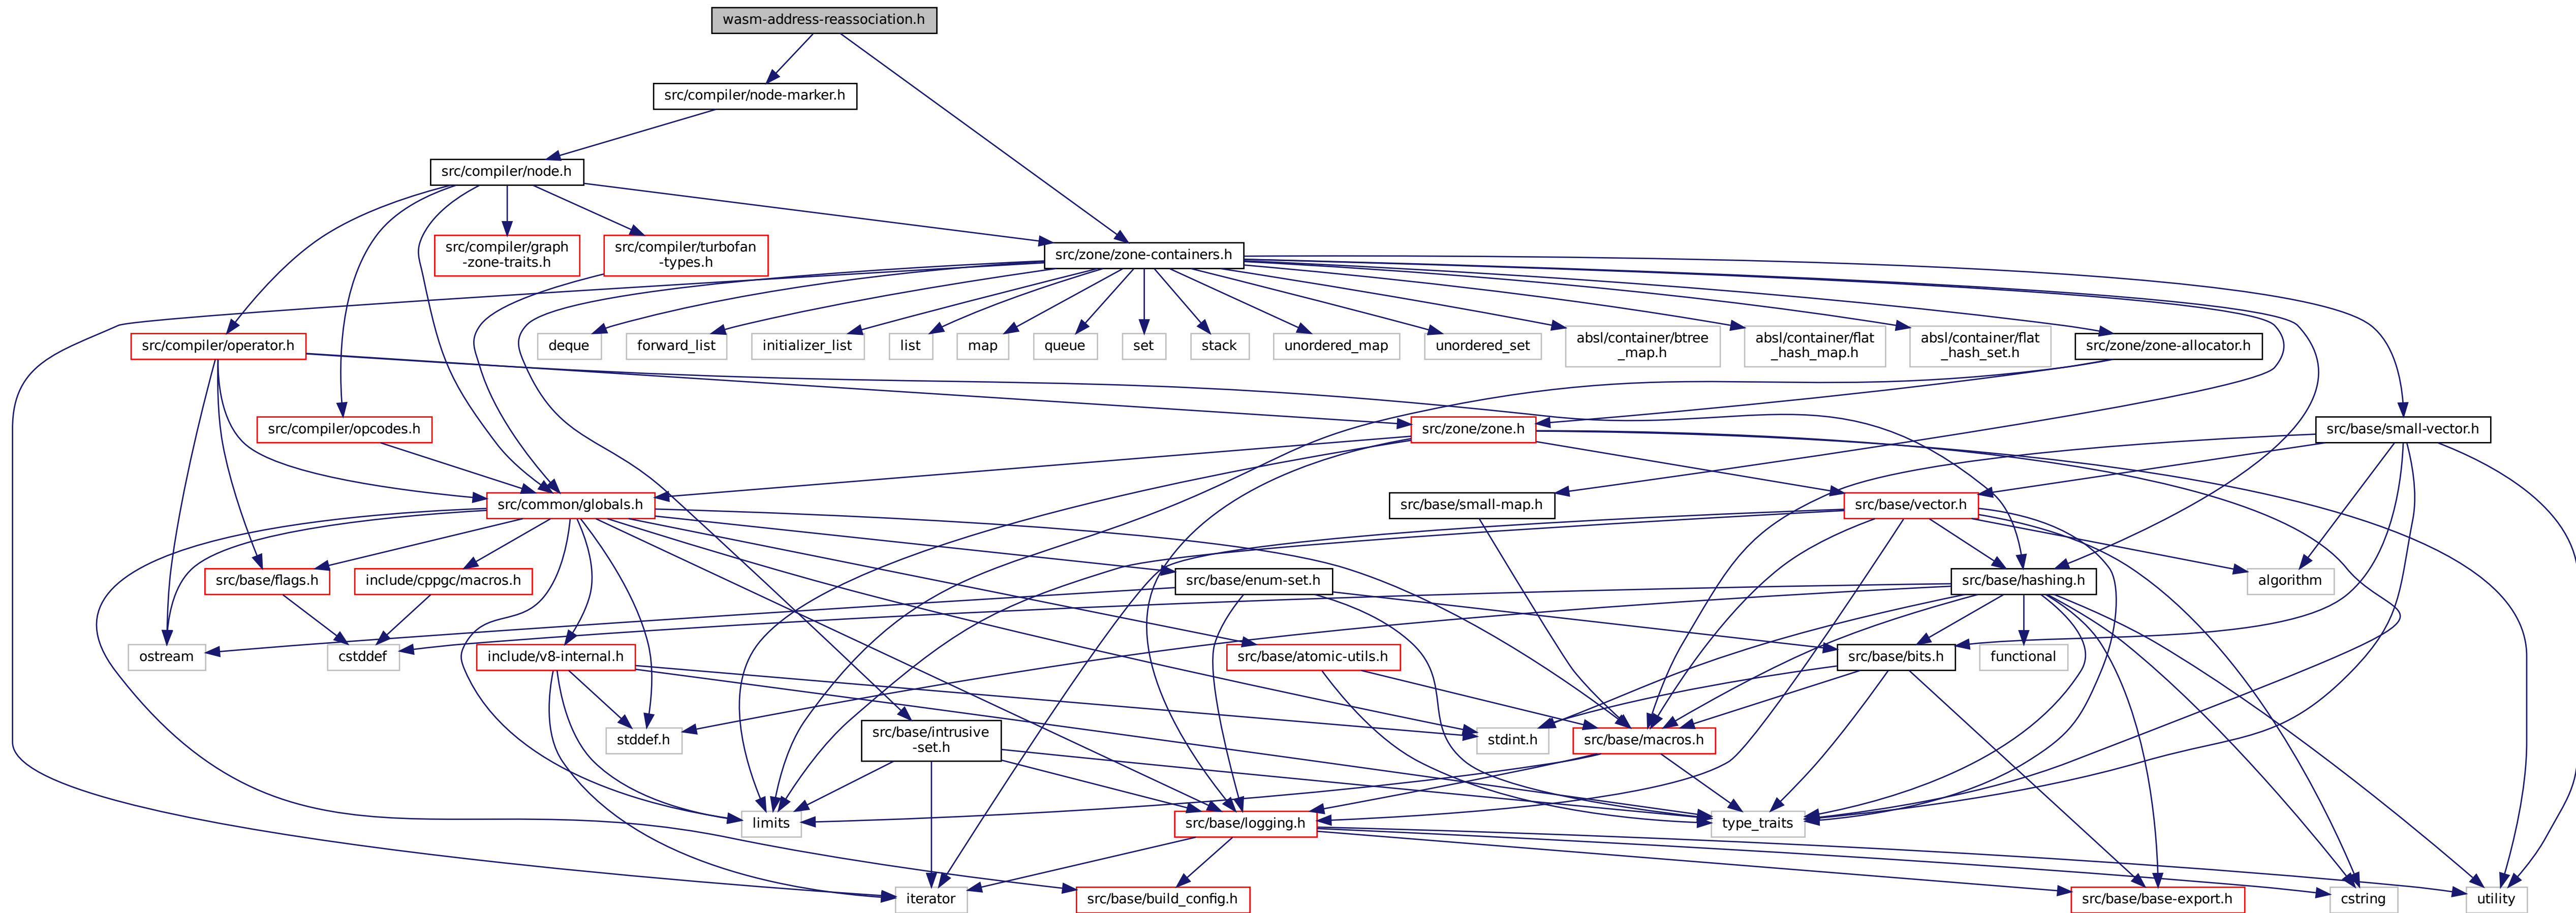 wasm-address-reassociation.h
src/compiler/node-marker.h
src/compiler/node.h
src/compiler/graph
-zone-traits.h
src/compiler/turbofan
-types.h
src/zone/zone-containers.h
src/compiler/operator.h
deque
forward_list
initializer_list
list
map
queue
set
stack
unordered_map
unordered_set
absl/container/btree
_map.h
absl/container/flat
_hash_map.h
absl/container/flat
_hash_set.h
src/zone/zone-allocator.h
src/compiler/opcodes.h
src/zone/zone.h
src/base/small-vector.h
src/common/globals.h
src/base/small-map.h
src/base/vector.h
src/base/flags.h
include/cppgc/macros.h
src/base/enum-set.h
src/base/hashing.h
algorithm
ostream
cstddef
include/v8-internal.h
src/base/atomic-utils.h
src/base/bits.h
functional
stddef.h
src/base/intrusive
-set.h
stdint.h
src/base/macros.h
limits
src/base/logging.h
type_traits
iterator
src/base/build_config.h
src/base/base-export.h
cstring
utility